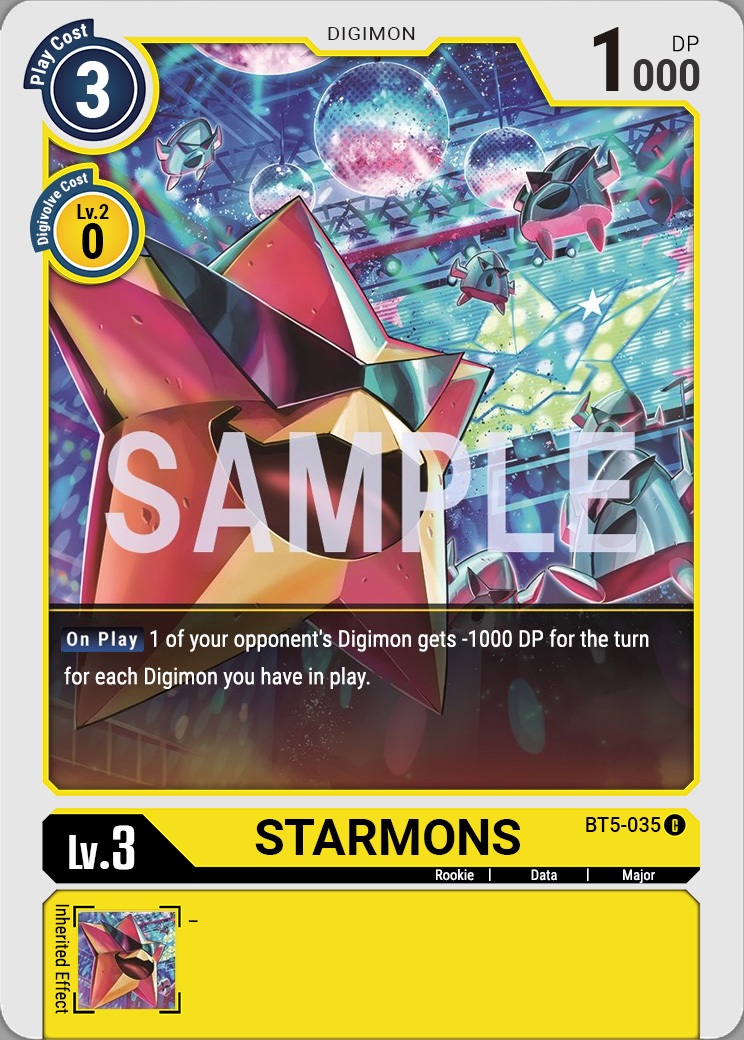 DIGIMON
Play Cost
3
DP
1000
Digivolve Cost
Lv.2
0
SAMPLE
On Play 1 of your opponent's Digimon gets -1000 DP for the turn
for each Digimon you have in play.
Lv.3
STARMONS
BT5-035 C
Rookie | Data | Major
Inherited Effect
–